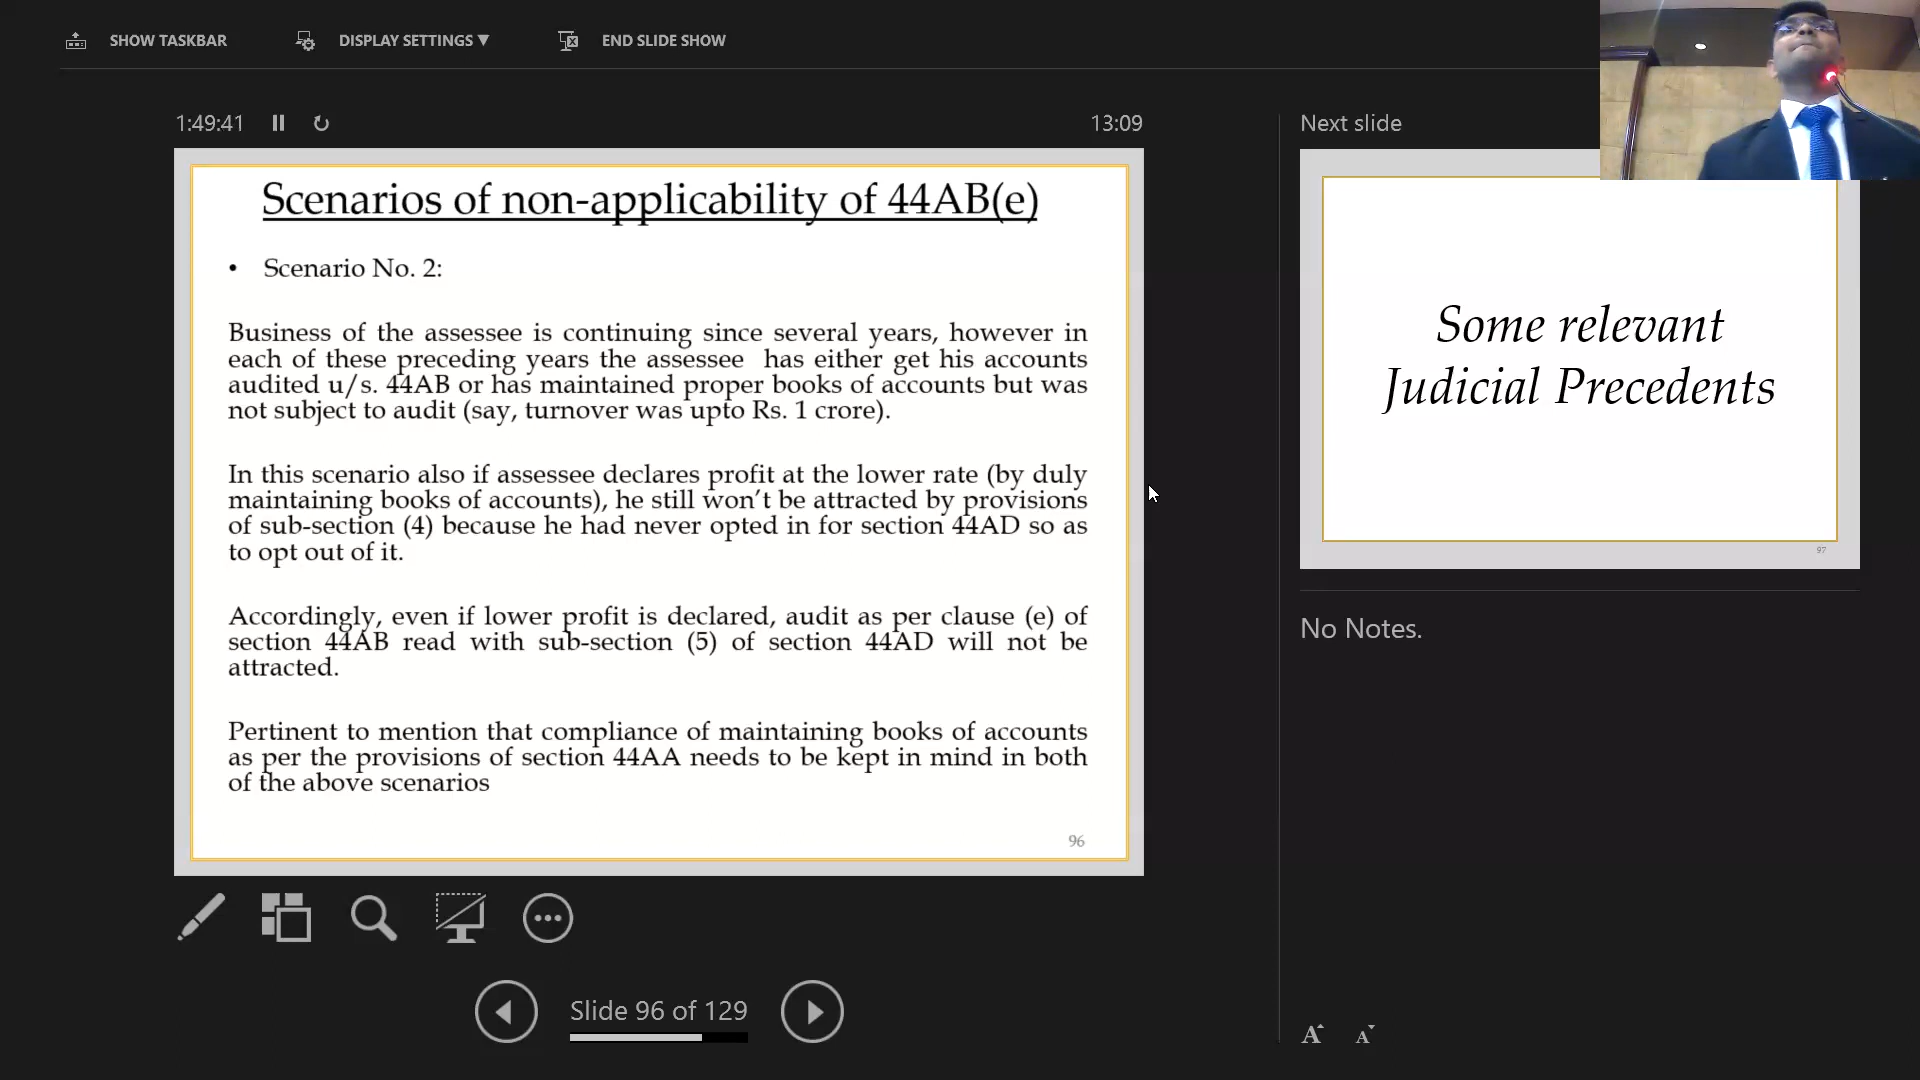 SHOW TASKBAR
DISPLAY SETTINGS ▼
END SLIDE SHOW
1:49:41
13:09
Scenarios of non-applicability of 44AB(e)
• Scenario No. 2:
Business of the assessee is continuing since several years, however in
each of these preceding years the assessee has either get his accounts
audited u/s. 44AB or has maintained proper books of accounts but was
not subject to audit (say, turnover was upto Rs. 1 crore).
In this scenario also if assessee declares profit at the lower rate (by duly
maintaining books of accounts), he still won't be attracted by provisions
of sub-section (4) because he had never opted in for section 44AD so as
to opt out of it.
Accordingly, even if lower profit is declared, audit as per clause (e) of
section 44AB read with sub-section (5) of section 44AD will not be
attracted.
Pertinent to mention that compliance of maintaining books of accounts
as per the provisions of section 44AA needs to be kept in mind in both
of the above scenarios
96
Slide 96 of 129
Next slide
Some relevant
Judicial Precedents
97
No Notes.
A A